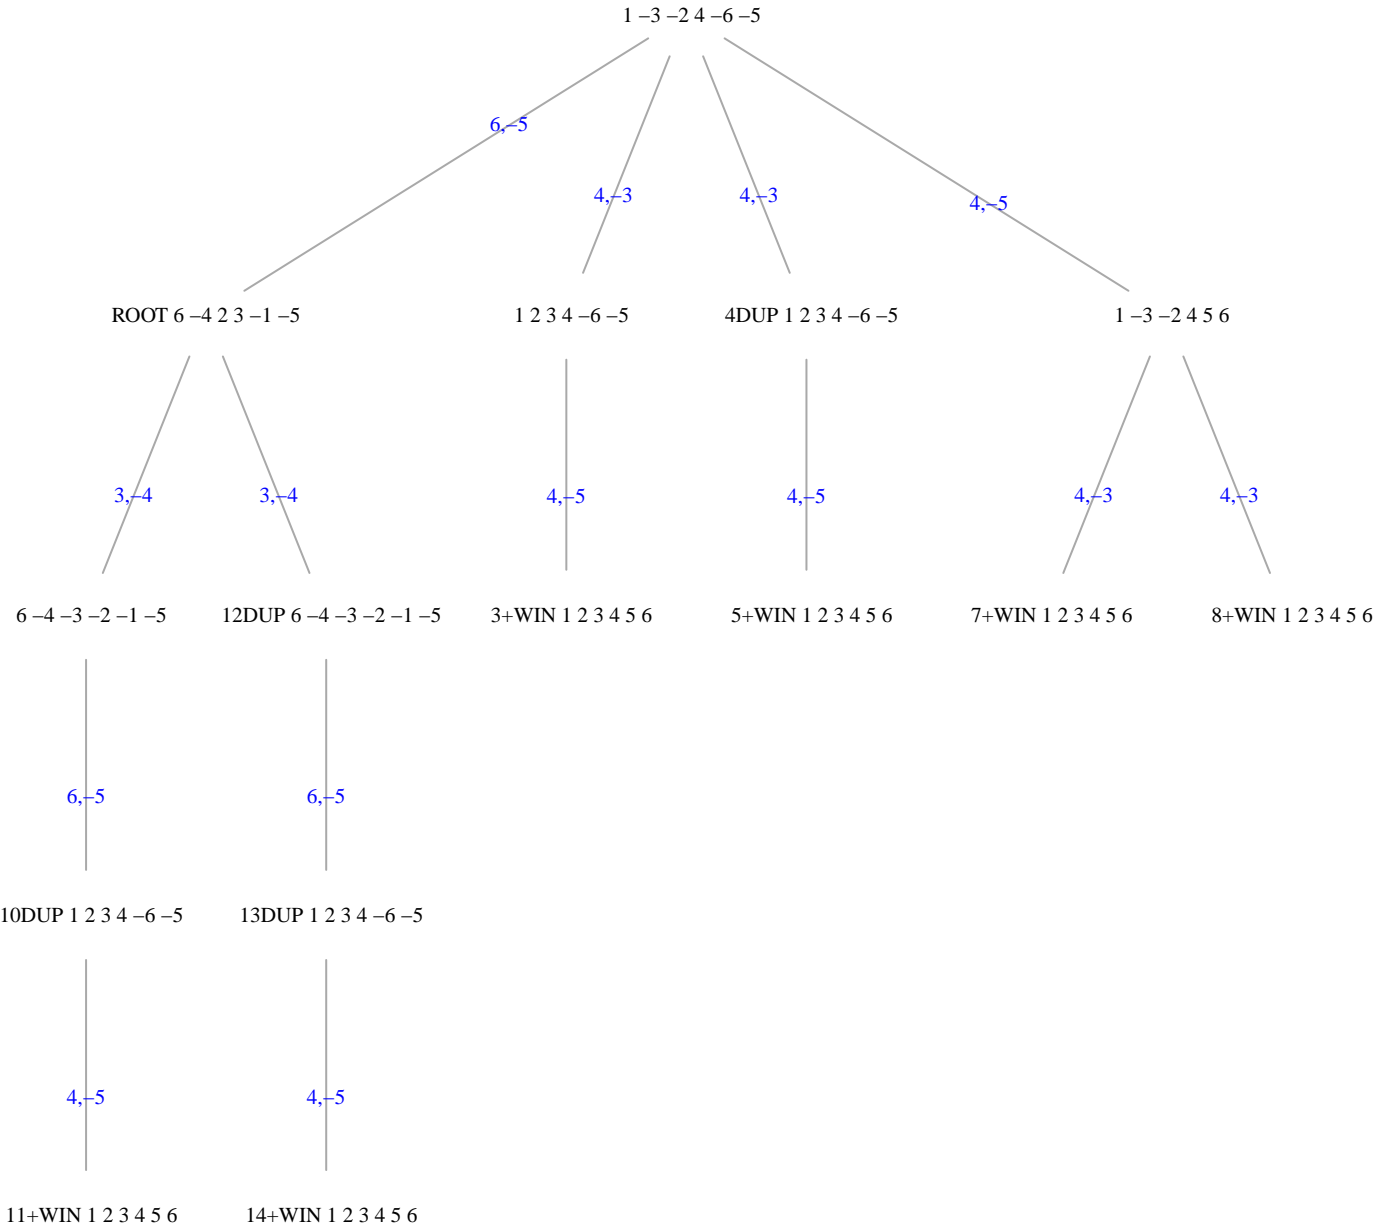 1 –3 –2 4 –6 –5
6,–5
4,–3
4,–3
4,–5
ROOT 6 –4 2 3 –1 –5
1 2 3 4 –6 –5
4DUP 1 2 3 4 –6 –5
1 –3 –2 4 5 6
3,–4
3,–4
4,–5
4,–5
4,–3
4,–3
6 –4 –3 –2 –1 –5
12DUP 6 –4 –3 –2 –1 –5
3+WIN 1 2 3 4 5 6
5+WIN 1 2 3 4 5 6
7+WIN 1 2 3 4 5 6
8+WIN 1 2 3 4 5 6
6,–5
6,–5
10DUP 1 2 3 4 –6 –5
13DUP 1 2 3 4 –6 –5
4,–5
4,–5
11+WIN 1 2 3 4 5 6
14+WIN 1 2 3 4 5 6